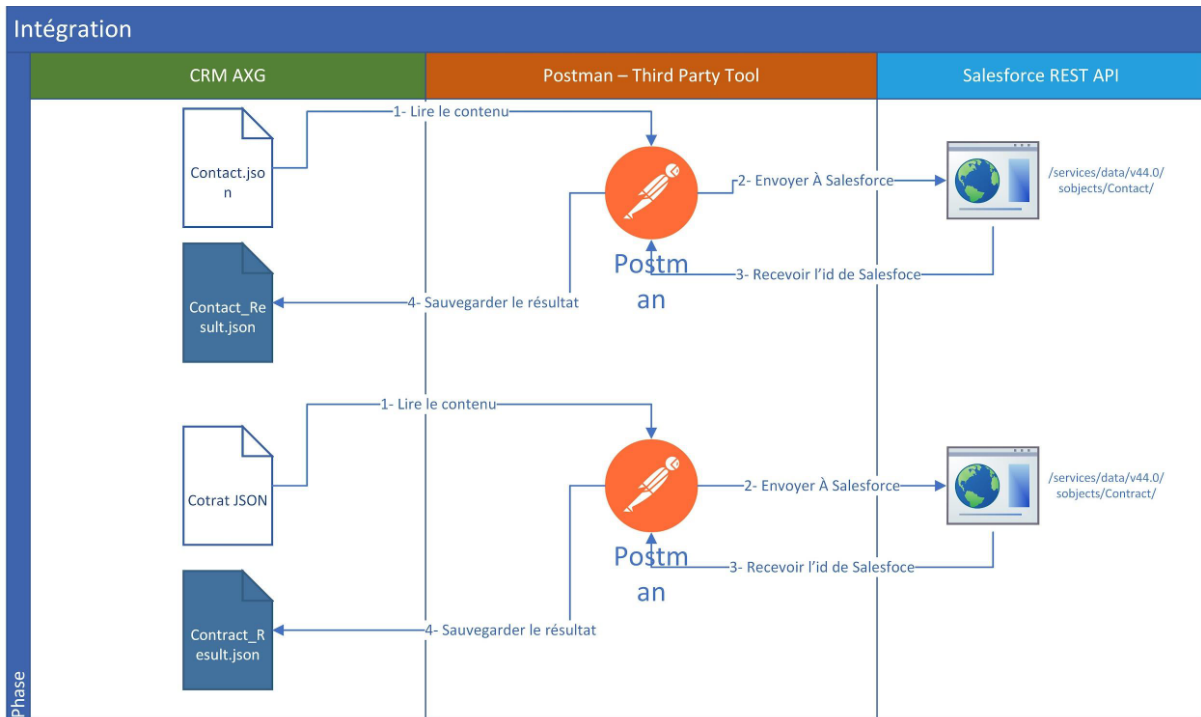 Intégration
CRM AXG
Postman – Third Party Tool
Salesforce REST API
1- Lire le contenu
Contact.jso
n
2- Envoyer À Salesforce
/services/data/v44.0/
sobjects/Contact/
Postm
an
3- Recevoir l’id de Salesfoce
4- Sauvegarder le résultat
Contact_Re
sult.json
1- Lire le contenu
Cotrat JSON
2- Envoyer À Salesforce
/services/data/v44.0/
sobjects/Contract/
Postm
an
3- Recevoir l’id de Salesfoce
4- Sauvegarder le résultat
Contract_R
esult.json
Phase